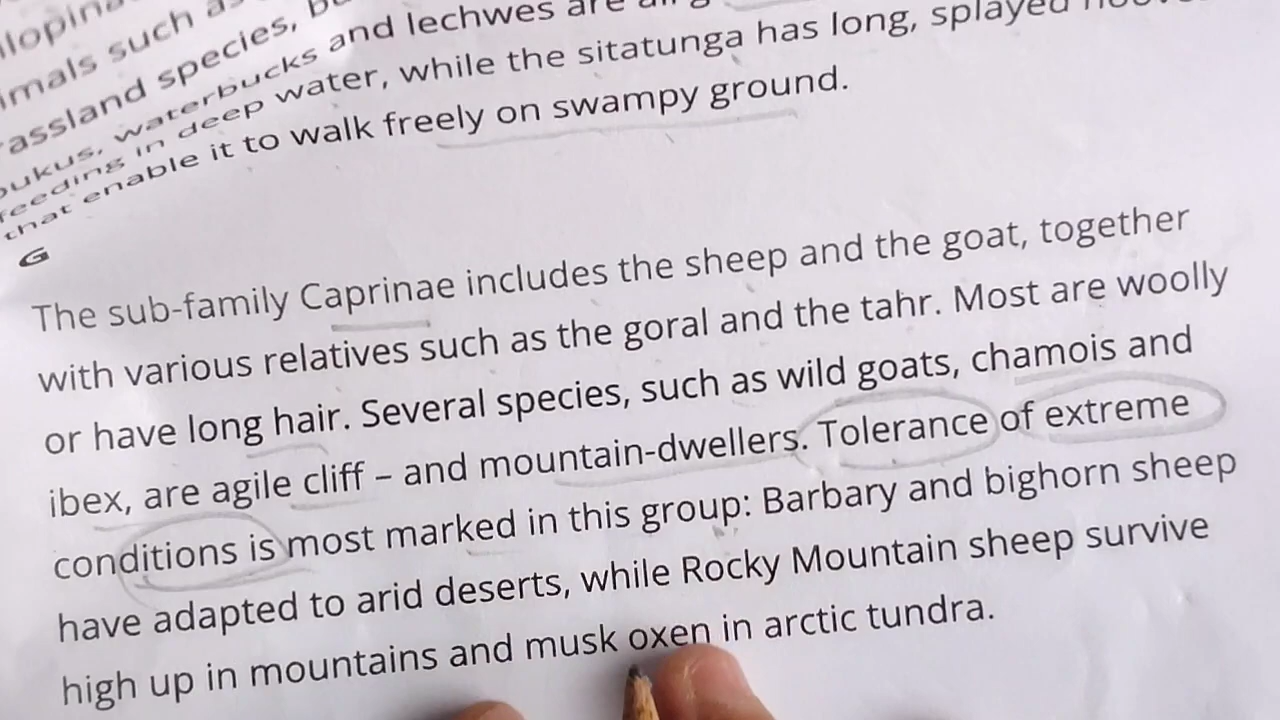 such as
grassland species,
waterbucks and lechwes are all
feeding in deep water, while the sitatunga has long, splayed
that enable it to walk freely on swampy ground.
G
The sub-family Caprinae includes the sheep and the goat, together
with various relatives such as the goral and the tahr. Most are woolly
or have long hair. Several species, such as wild goats, chamois and
ibex, are agile cliff – and mountain-dwellers. Tolerance of extreme
conditions is most marked in this group: Barbary and bighorn sheep
have adapted to arid deserts, while Rocky Mountain sheep survive
high up in mountains and musk oxen in arctic tundra.